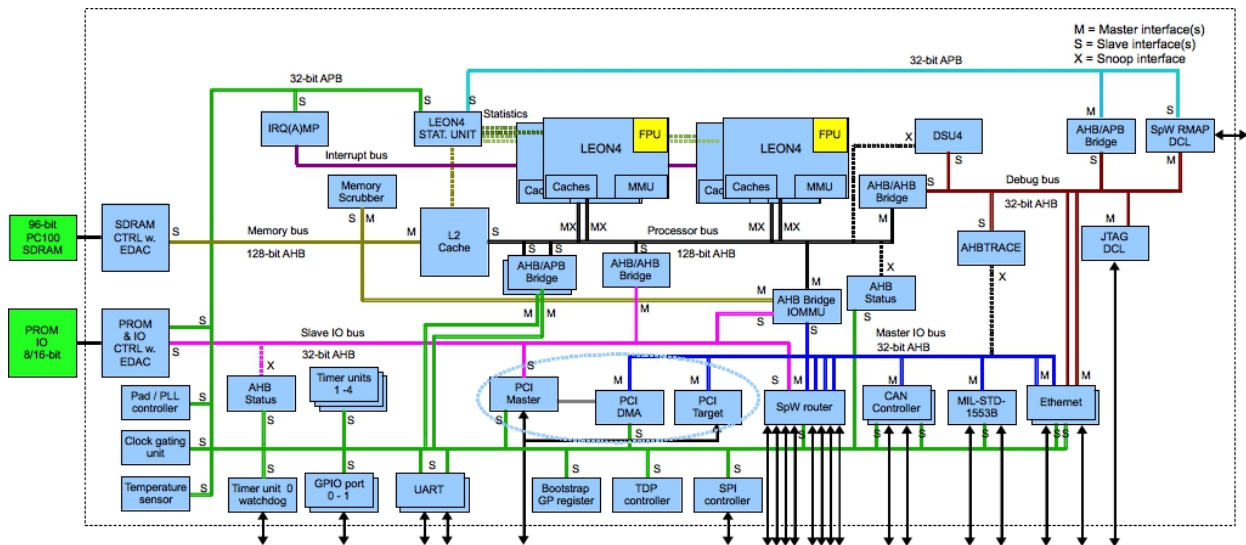 M = Master interface(s)
S = Slave interface(s)
X = Snoop interface
32-bit APB
32-bit APB
S
S
S
Statistics
M
S
IRQ(A)MP
LEON4
STAT. UNIT
FPU
LEON4
Cac
Caches
MMU
FPU
LEON4
Cac
Caches
MMU
X
DSU4
S
AHB/APB
Bridge
S
SpW RMAP
DCL
M
Interrupt bus
Memory
Scrubber
S
M
AHB/AHB
Bridge
S
M
Debug bus
32-bit AHB
S
M
96-bit
PC100
SDRAM
SDRAM
CTRL w.
EDAC
S
Memory bus
128-bit AHB
M
L2
Cache
S
MX
MX
Processor bus
128-bit AHB
MX
MX
S
S
S
AHB/APB
Bridge
AHB/AHB
Bridge
M
M
M
M
M
AHB Bridge
IOMMU
S
S
X
AHB
Status
S
AHBTRACE
X
JTAG
DCL
PROM
IO
8/16-bit
PROM
& IO
CTRL w.
EDAC
S
S
Slave IO bus
32-bit AHB
Master IO bus
32-bit AHB
X
AHB
Status
S
Timer units
1 -4
S
S
PCI
Master
S
M
PCI
DMA
S
M
PCI
Target
S
M
SpW router
S
M
CAN
Controller
S
S
M
MIL-STD-
1553B
S
M
M
Ethernet
S
S
Pad / PLL
controller
S
Clock gating
unit
S
Temperature
sensor
S
S
Timer unit 0
watchdog
S
GPIO port
0 - 1
S
S
UART
S
Bootstrap
GP register
S
TDP
controller
S
SPI
controller